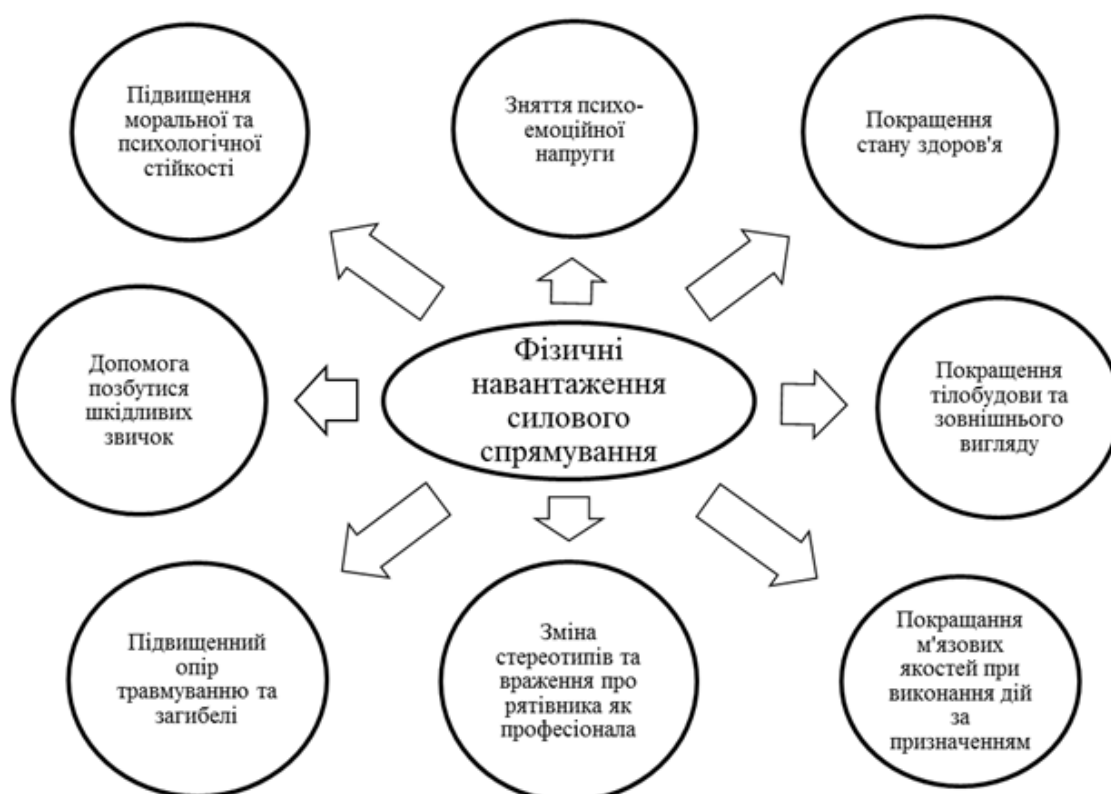 Підвищення
моральної та
психологічної
стійкості
Зняття психо-
емоційної
напруги
Покращення
стану здоров'я
Допомога
позбутися
шкідливих
звичок
Фізичні
навантаження
силового
спрямування
Покращення
тілобудови та
зовнішнього
вигляду
Підвищенний
опір
травмуванню та
загибелі
Зміна
стереотипів та
враження про
рятівника як
професіонала
Покращання
м'язових
якостей при
виконання дій
за
призначенням